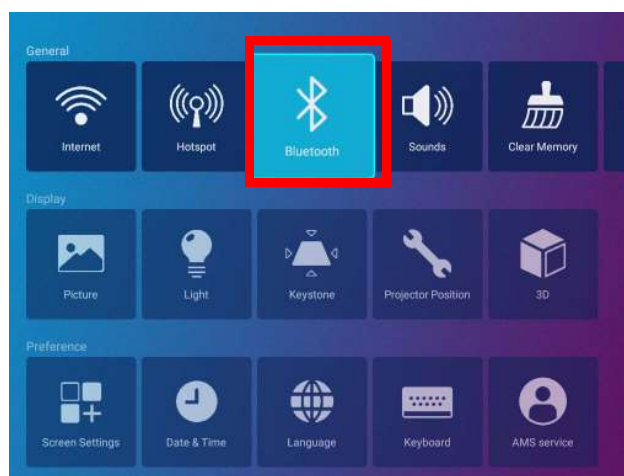 General
Internet
Hotspot
Bluetooth
Sounds
Clear Memory
Display
Picture
Light
Keystone
Projector Position
3D
Preference
Screen Settings
Date & Time
Language
Keyboard
AMS service